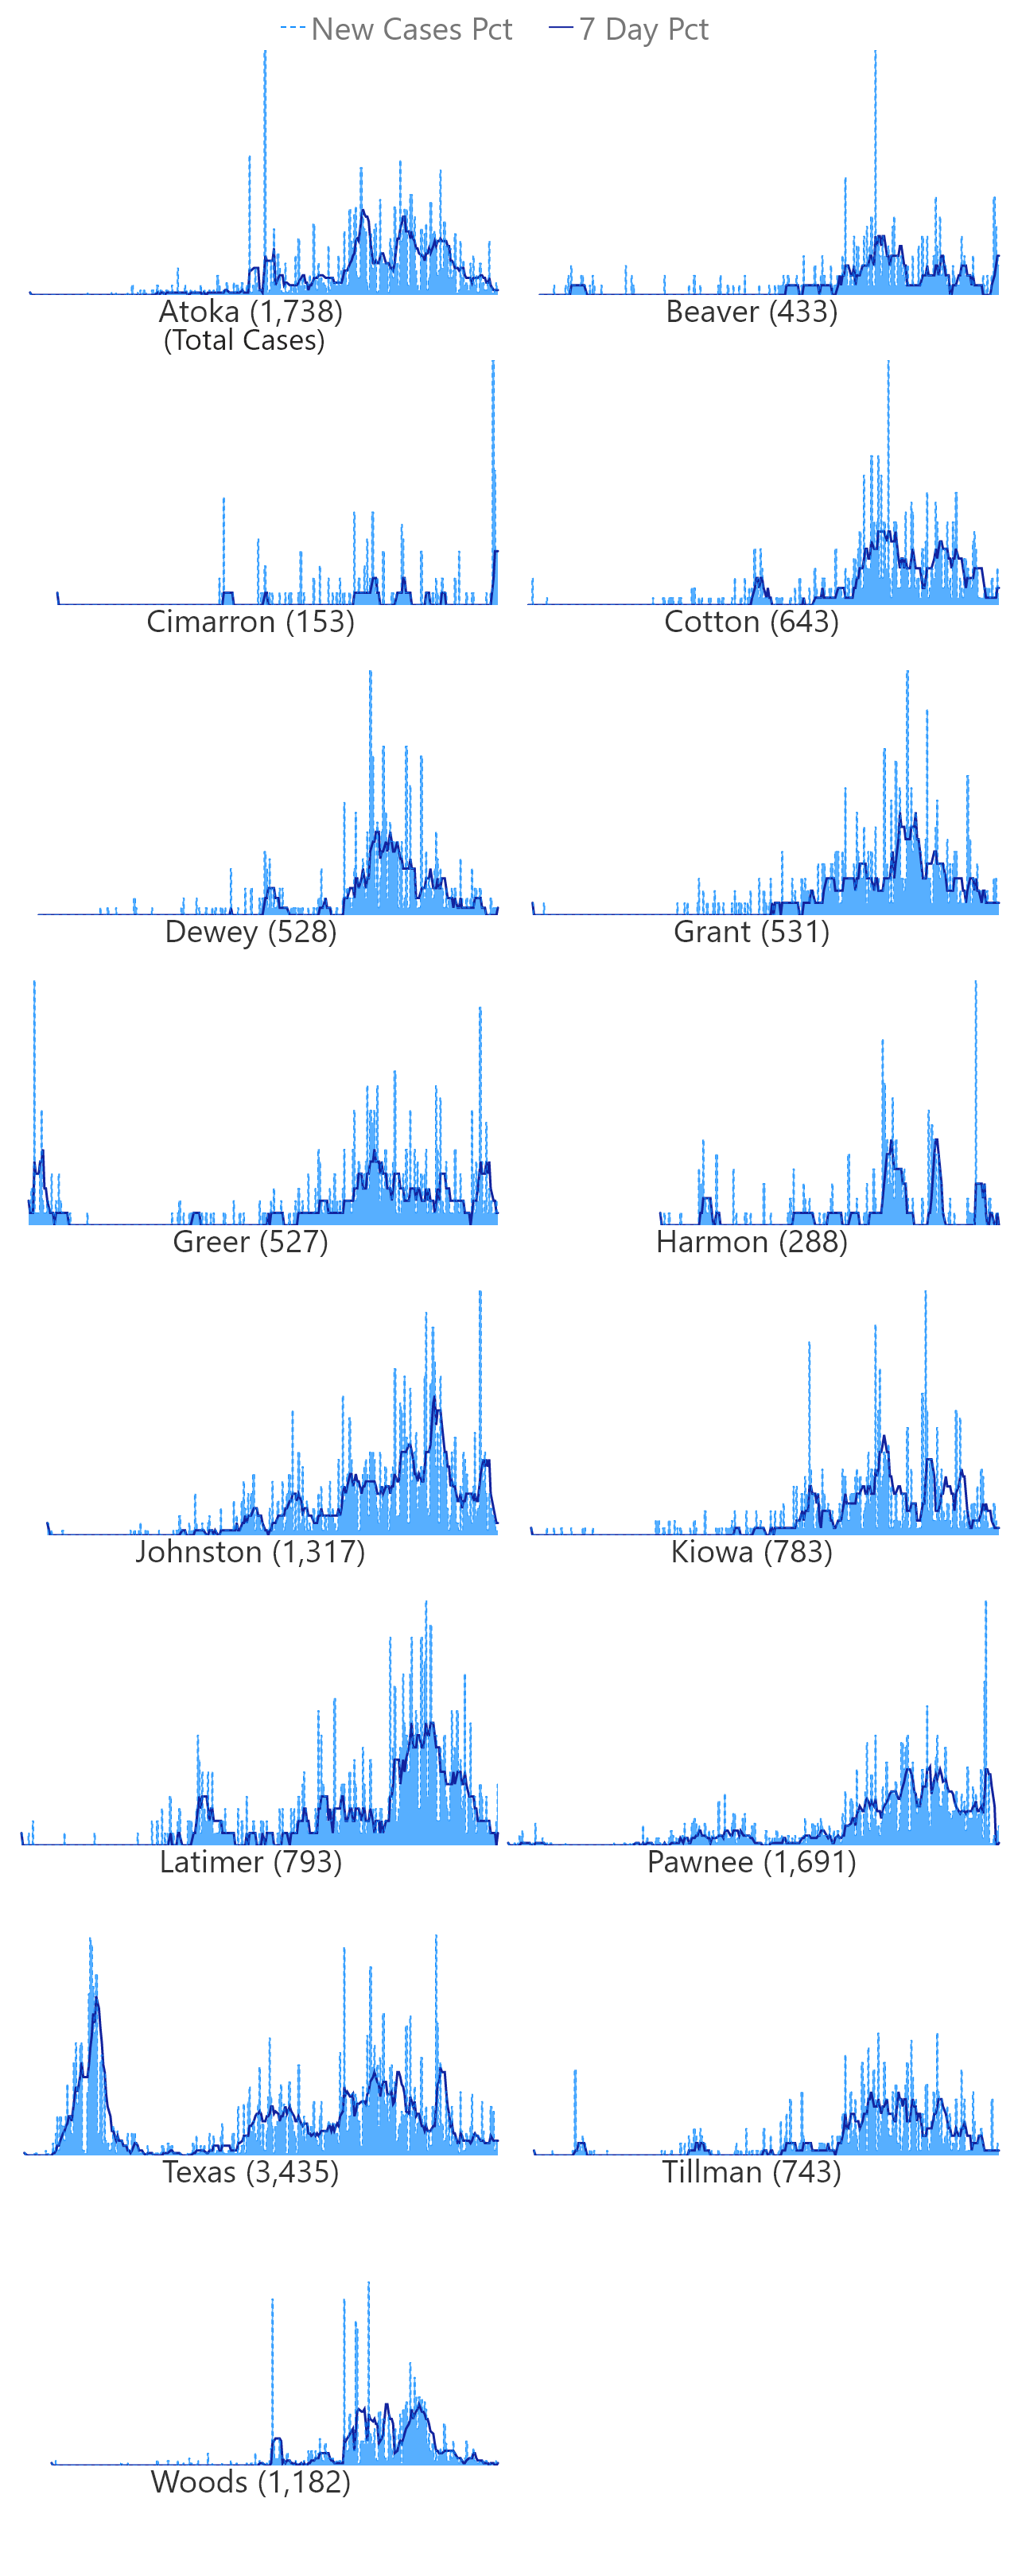 New Cases Pct 7 Day Pct
Atoka (1,738) Beaver (433)
(Total Cases)
Cimarron (153) Cotton (643)
Dewey (528) Grant (531)
Greer (527) Harmon (288)
Johnston (1,317) Kiowa (783)
Latimer (793) Pawnee (1,691)
Texas (3,435) Tillman (743)
Woods (1,182)